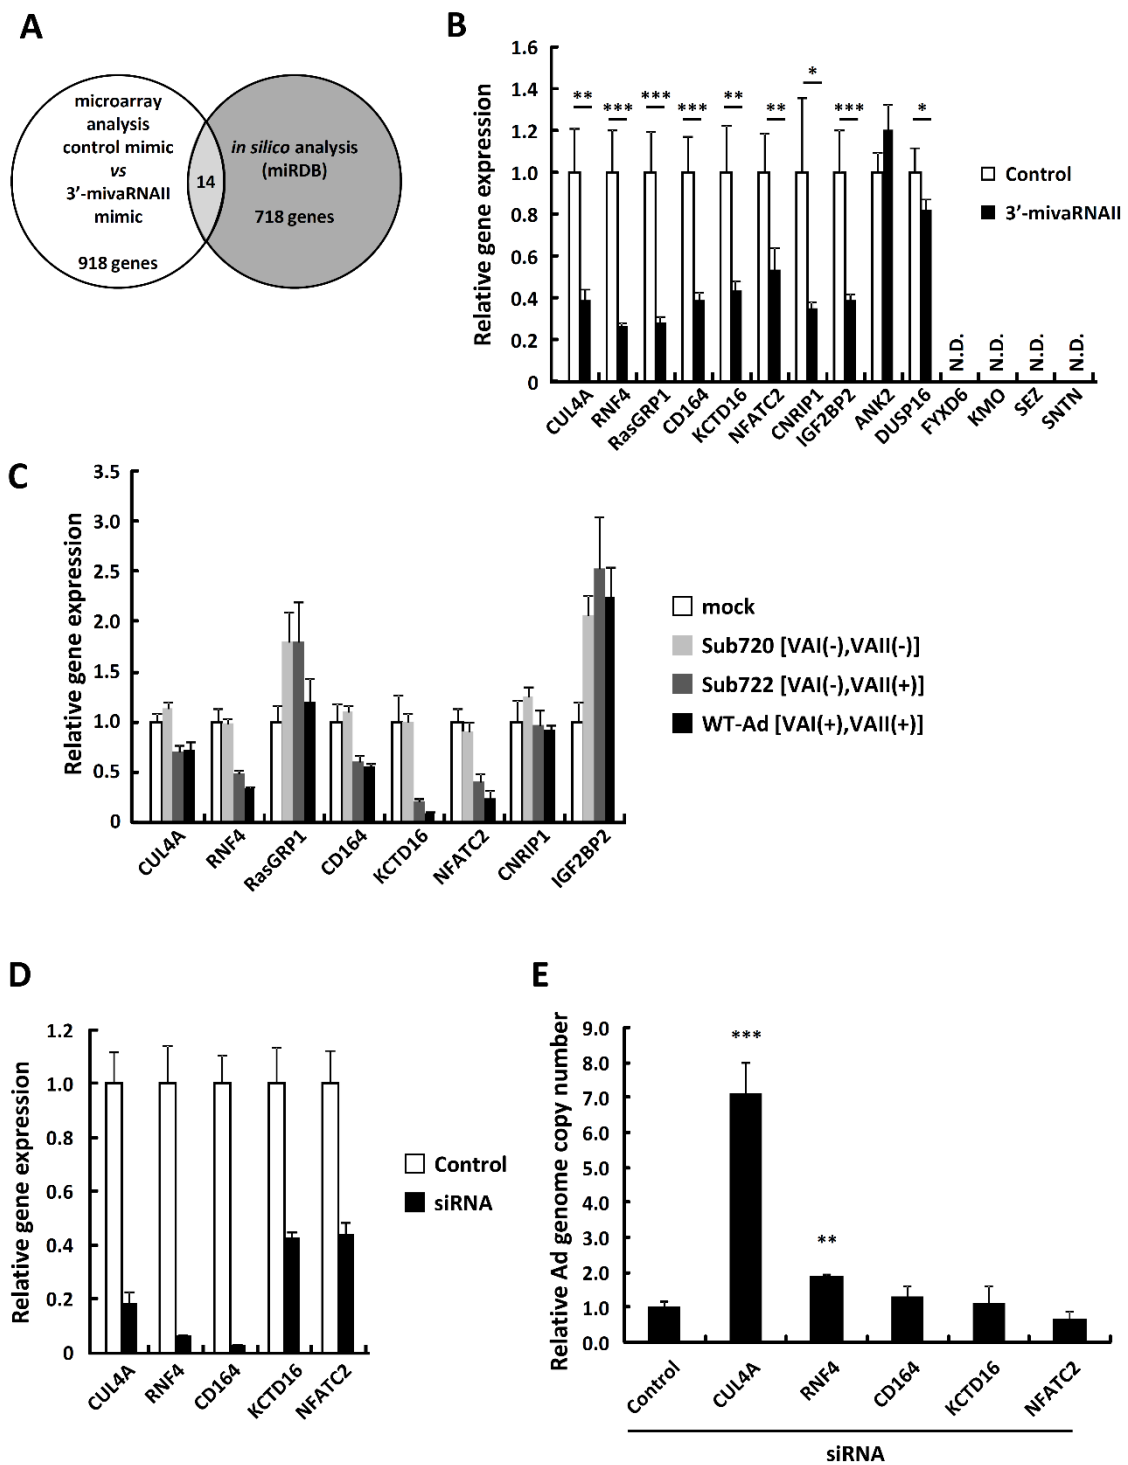 A
microarray
analysis
control mimic
vs
3'-mivaRNAII
mimic
918 genes
14
in silico analysis
(miRDB)
718 genes
B
Relative gene expression
1.6
1.4
1.2
1.0
0.8
0.6
0.4
0.2
0
**
***
***
***
**
**
*
***
*
N.D.
N.D.
N.D.
N.D.
CUL4A
RNF4
RasGRP1
CD164
KCTD16
NFATC2
CNRIP1
IGF2BP2
ANK2
DUSP16
FYXD6
KMO
SEZ
SNTN
Control
3'-mivaRNAII
C
Relative gene expression
3.5
3.0
2.5
2.0
1.5
1.0
0.5
0
CUL4A
RNF4
RasGRP1
CD164
KCTD16
NFATC2
CNRIP1
IGF2BP2
mock
Sub720 [VAI(-),VAII(-)]
Sub722 [VAI(-),VAII(+)]
WT-Ad [VAI(+),VAII(+)]
D
Relative gene expression
1.2
1.0
0.8
0.6
0.4
0.2
0
CUL4A
RNF4
CD164
KCTD16
NFATC2
Control
siRNA
E
Relative Ad genome copy number
9.0
8.0
7.0
6.0
5.0
4.0
3.0
2.0
1.0
0.0
***
**
Control
CUL4A
RNF4
CD164
KCTD16
NFATC2
siRNA